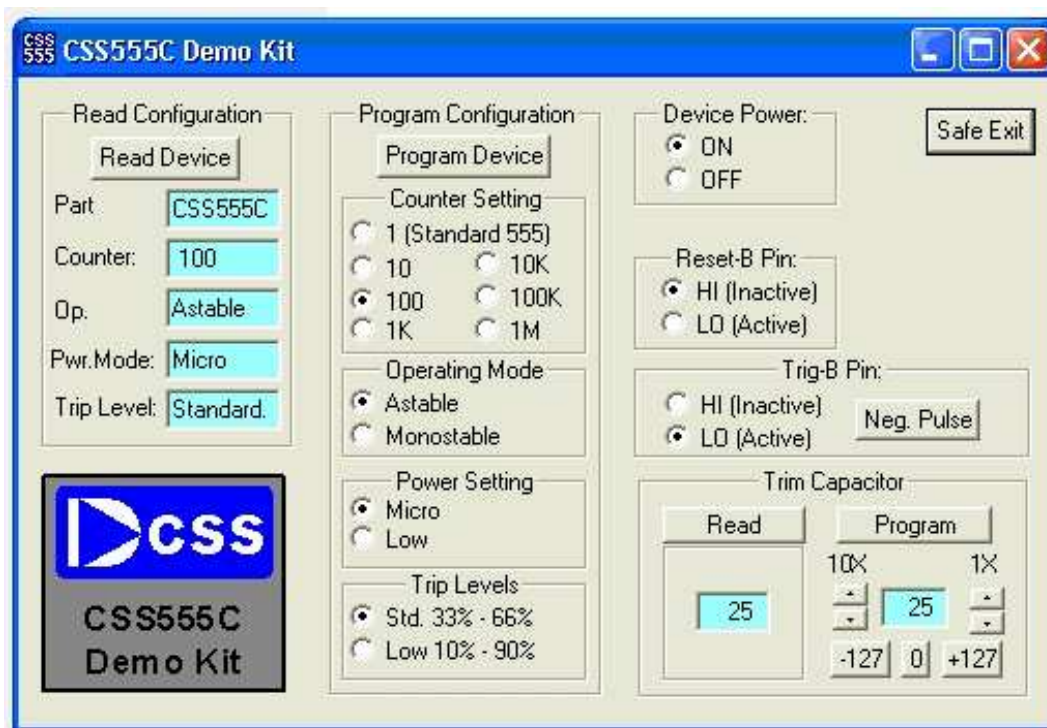 CSS
555
CSS555C Demo Kit
Read Configuration
Read Device
Part
CSS555C
Counter:
100
Op.
Astable
Pwr.Mode:
Micro
Trip Level:
Standard.
CSS
CSS555C
Demo Kit
Program Configuration
Program Device
Counter Setting
1 (Standard 555)
10
10K
100
100K
1K
1M
Operating Mode
Astable
Monostable
Power Setting
Micro
Low
Trip Levels
Std. 33% - 66%
Low 10% - 90%
Device Power:
ON
OFF
Safe Exit
Reset-B Pin:
HI (Inactive)
LO (Active)
Trig-B Pin:
HI (Inactive)
LO (Active)
Neg. Pulse
Trim Capacitor
Read
25
Program
10X
1X
25
-127
0
+127